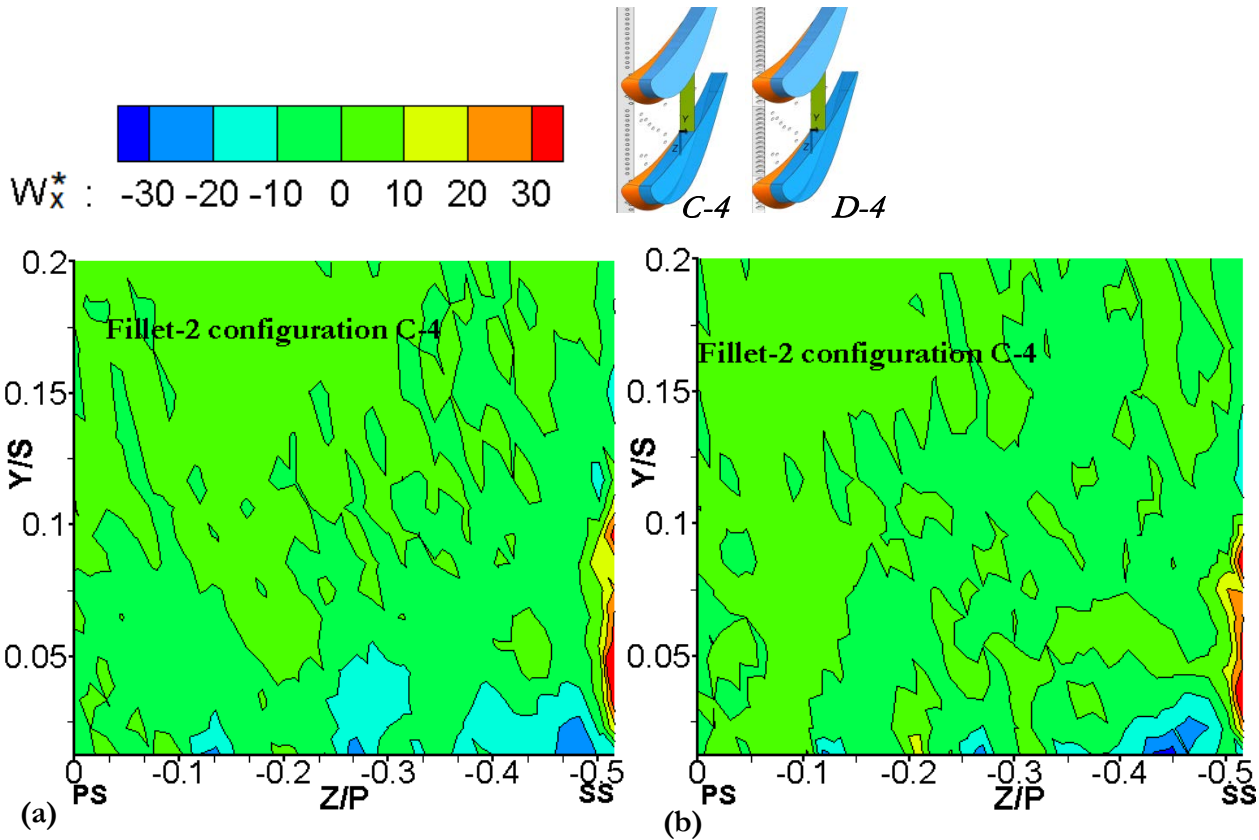 W*x : -30 -20 -10 0 10 20 30
Y
Z
C-4
Y
Z
D-4
Fillet-2 configuration C-4
Y/S
0.2
0.15
0.1
0.05
0 -0.1 -0.2 -0.3 -0.4 -0.5
PS Z/P SS
(a)
Fillet-2 configuration C-4
Y/S
0.2
0.15
0.1
0.05
0 -0.1 -0.2 -0.3 -0.4 -0.5
PS Z/P SS
(b)